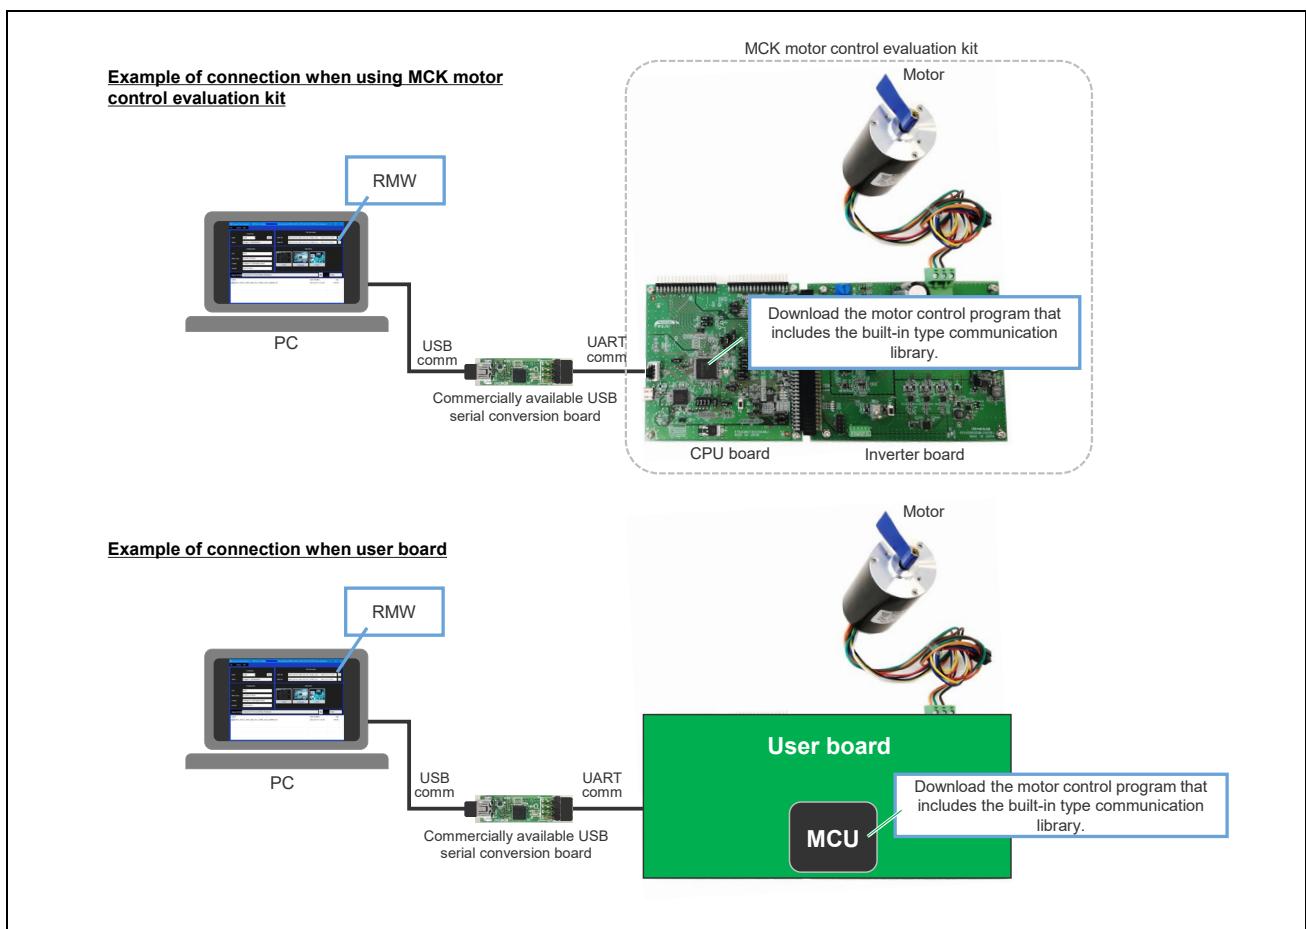 MCK motor control evaluation kit
Example of connection when using MCK motor
control evaluation kit
Motor
RMW
Download the motor control program that
includes the built-in type communication
library.
PC
USB
comm
UART
comm
Commercially available USB
serial conversion board
CPU board
Inverter board
Example of connection when user board
Motor
RMW
User board
PC
USB
comm
UART
comm
Download the motor control program that
includes the built-in type communication
library.
MCU
Commercially available USB
serial conversion board